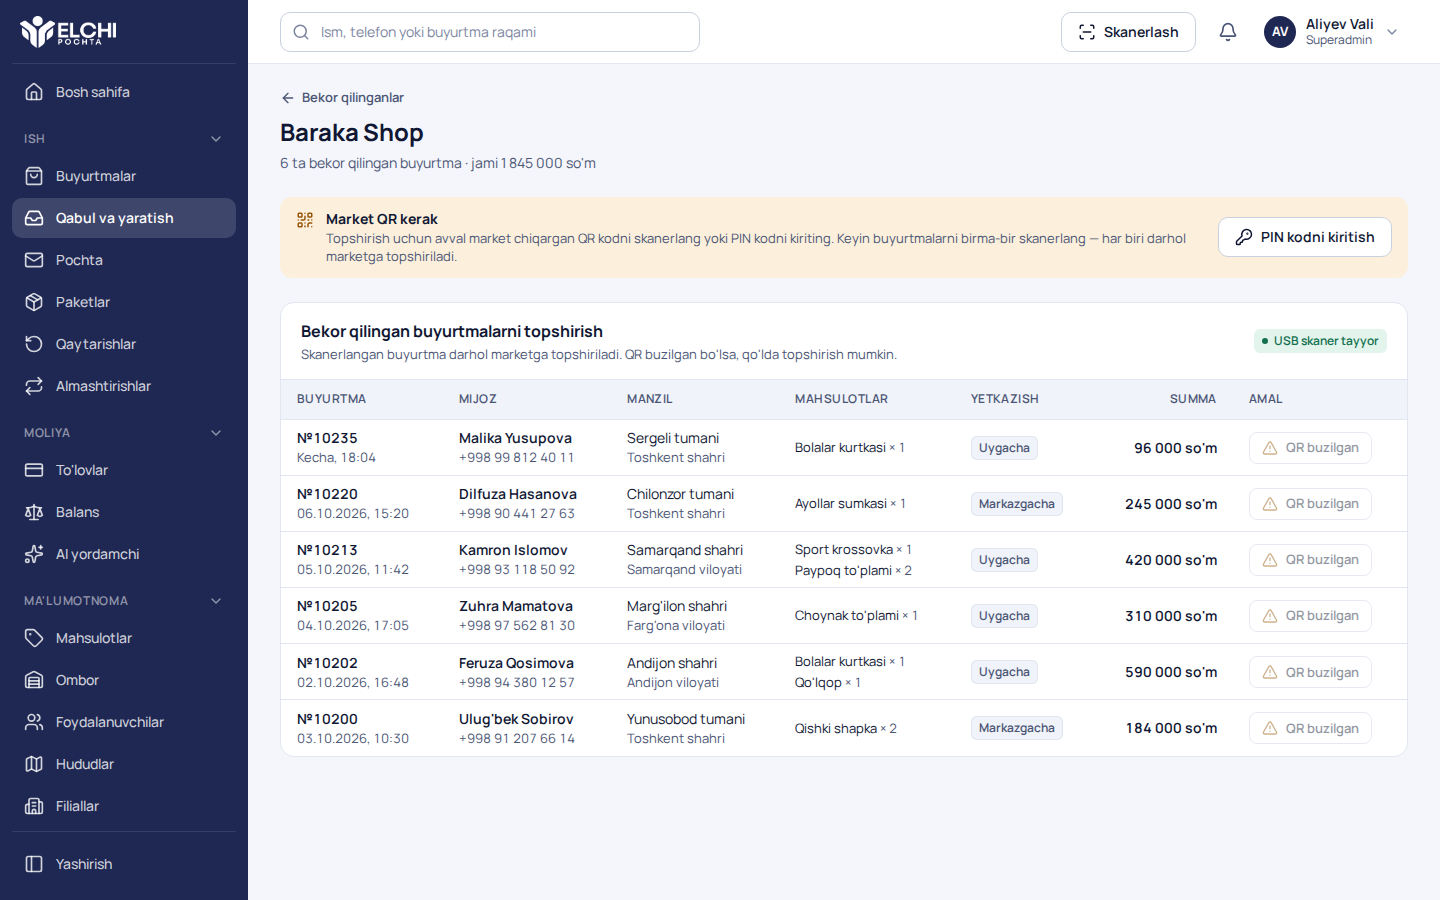 ELCHI
POCHTA
Ism, telefon yoki buyurtma raqami
Skanerlash
AV
Aliyev Vali
Superadmin
Bosh sahifa
ISH
Buyurtmalar
Qabul va yaratish
Pochta
Paketlar
Qaytarishlar
Almashtirishlar
MOLIYA
To'lovlar
Balans
AI yordamchi
MA'LUMOTNOMA
Mahsulotlar
Ombor
Foydalanuvchilar
Hududlar
Filiallar
Yashirish
Bekor qilinganlar
Baraka Shop
6 ta bekor qilingan buyurtma · jami 1 845 000 so'm
Market QR kerak
Topshirish uchun avval market chiqargan QR kodni skanerlang yoki PIN kodni kiriting. Keyin buyurtmalarni birma-bir skanerlang — har biri darhol
marketga topshiriladi.
PIN kodni kiritish
Bekor qilingan buyurtmalarni topshirish
Skanerlangan buyurtma darhol marketga topshiriladi. QR buzilgan bo'lsa, qo'lda topshirish mumkin.
USB skaner tayyor
BUYURTMA MIJOZ MANZIL MAHSULOTLAR YETKAZISH SUMMA AMAL
№10235 Malika Yusupova Sergeli tumani Bolalar kurtkasi × 1 Uygacha 96 000 so'm QR buzilgan
Kecha, 18:04 +998 99 812 40 11 Toshkent shahri
№10220 Dilfuza Hasanova Chilonzor tumani Ayollar sumkasi × 1 Markazgacha 245 000 so'm QR buzilgan
06.10.2026, 15:20 +998 90 441 27 63 Toshkent shahri
№10213 Kamron Islomov Samarqand shahri Sport krossovka × 1 Uygacha 420 000 so'm QR buzilgan
05.10.2026, 11:42 +998 93 118 50 92 Samarqand viloyati Paypoq to'plami × 2
№10205 Zuhra Mamatova Marg'ilon shahri Choynak to'plami × 1 Uygacha 310 000 so'm QR buzilgan
04.10.2026, 17:05 +998 97 562 81 30 Farg'ona viloyati
№10202 Feruza Qosimova Andijon shahri Bolalar kurtkasi × 1 Uygacha 590 000 so'm QR buzilgan
02.10.2026, 16:48 +998 94 380 12 57 Andijon viloyati Qo'lqop × 1
№10200 Ulug'bek Sobirov Yunusobod tumani Qishki shapka × 2 Markazgacha 184 000 so'm QR buzilgan
03.10.2026, 10:30 +998 91 207 66 14 Toshkent shahri